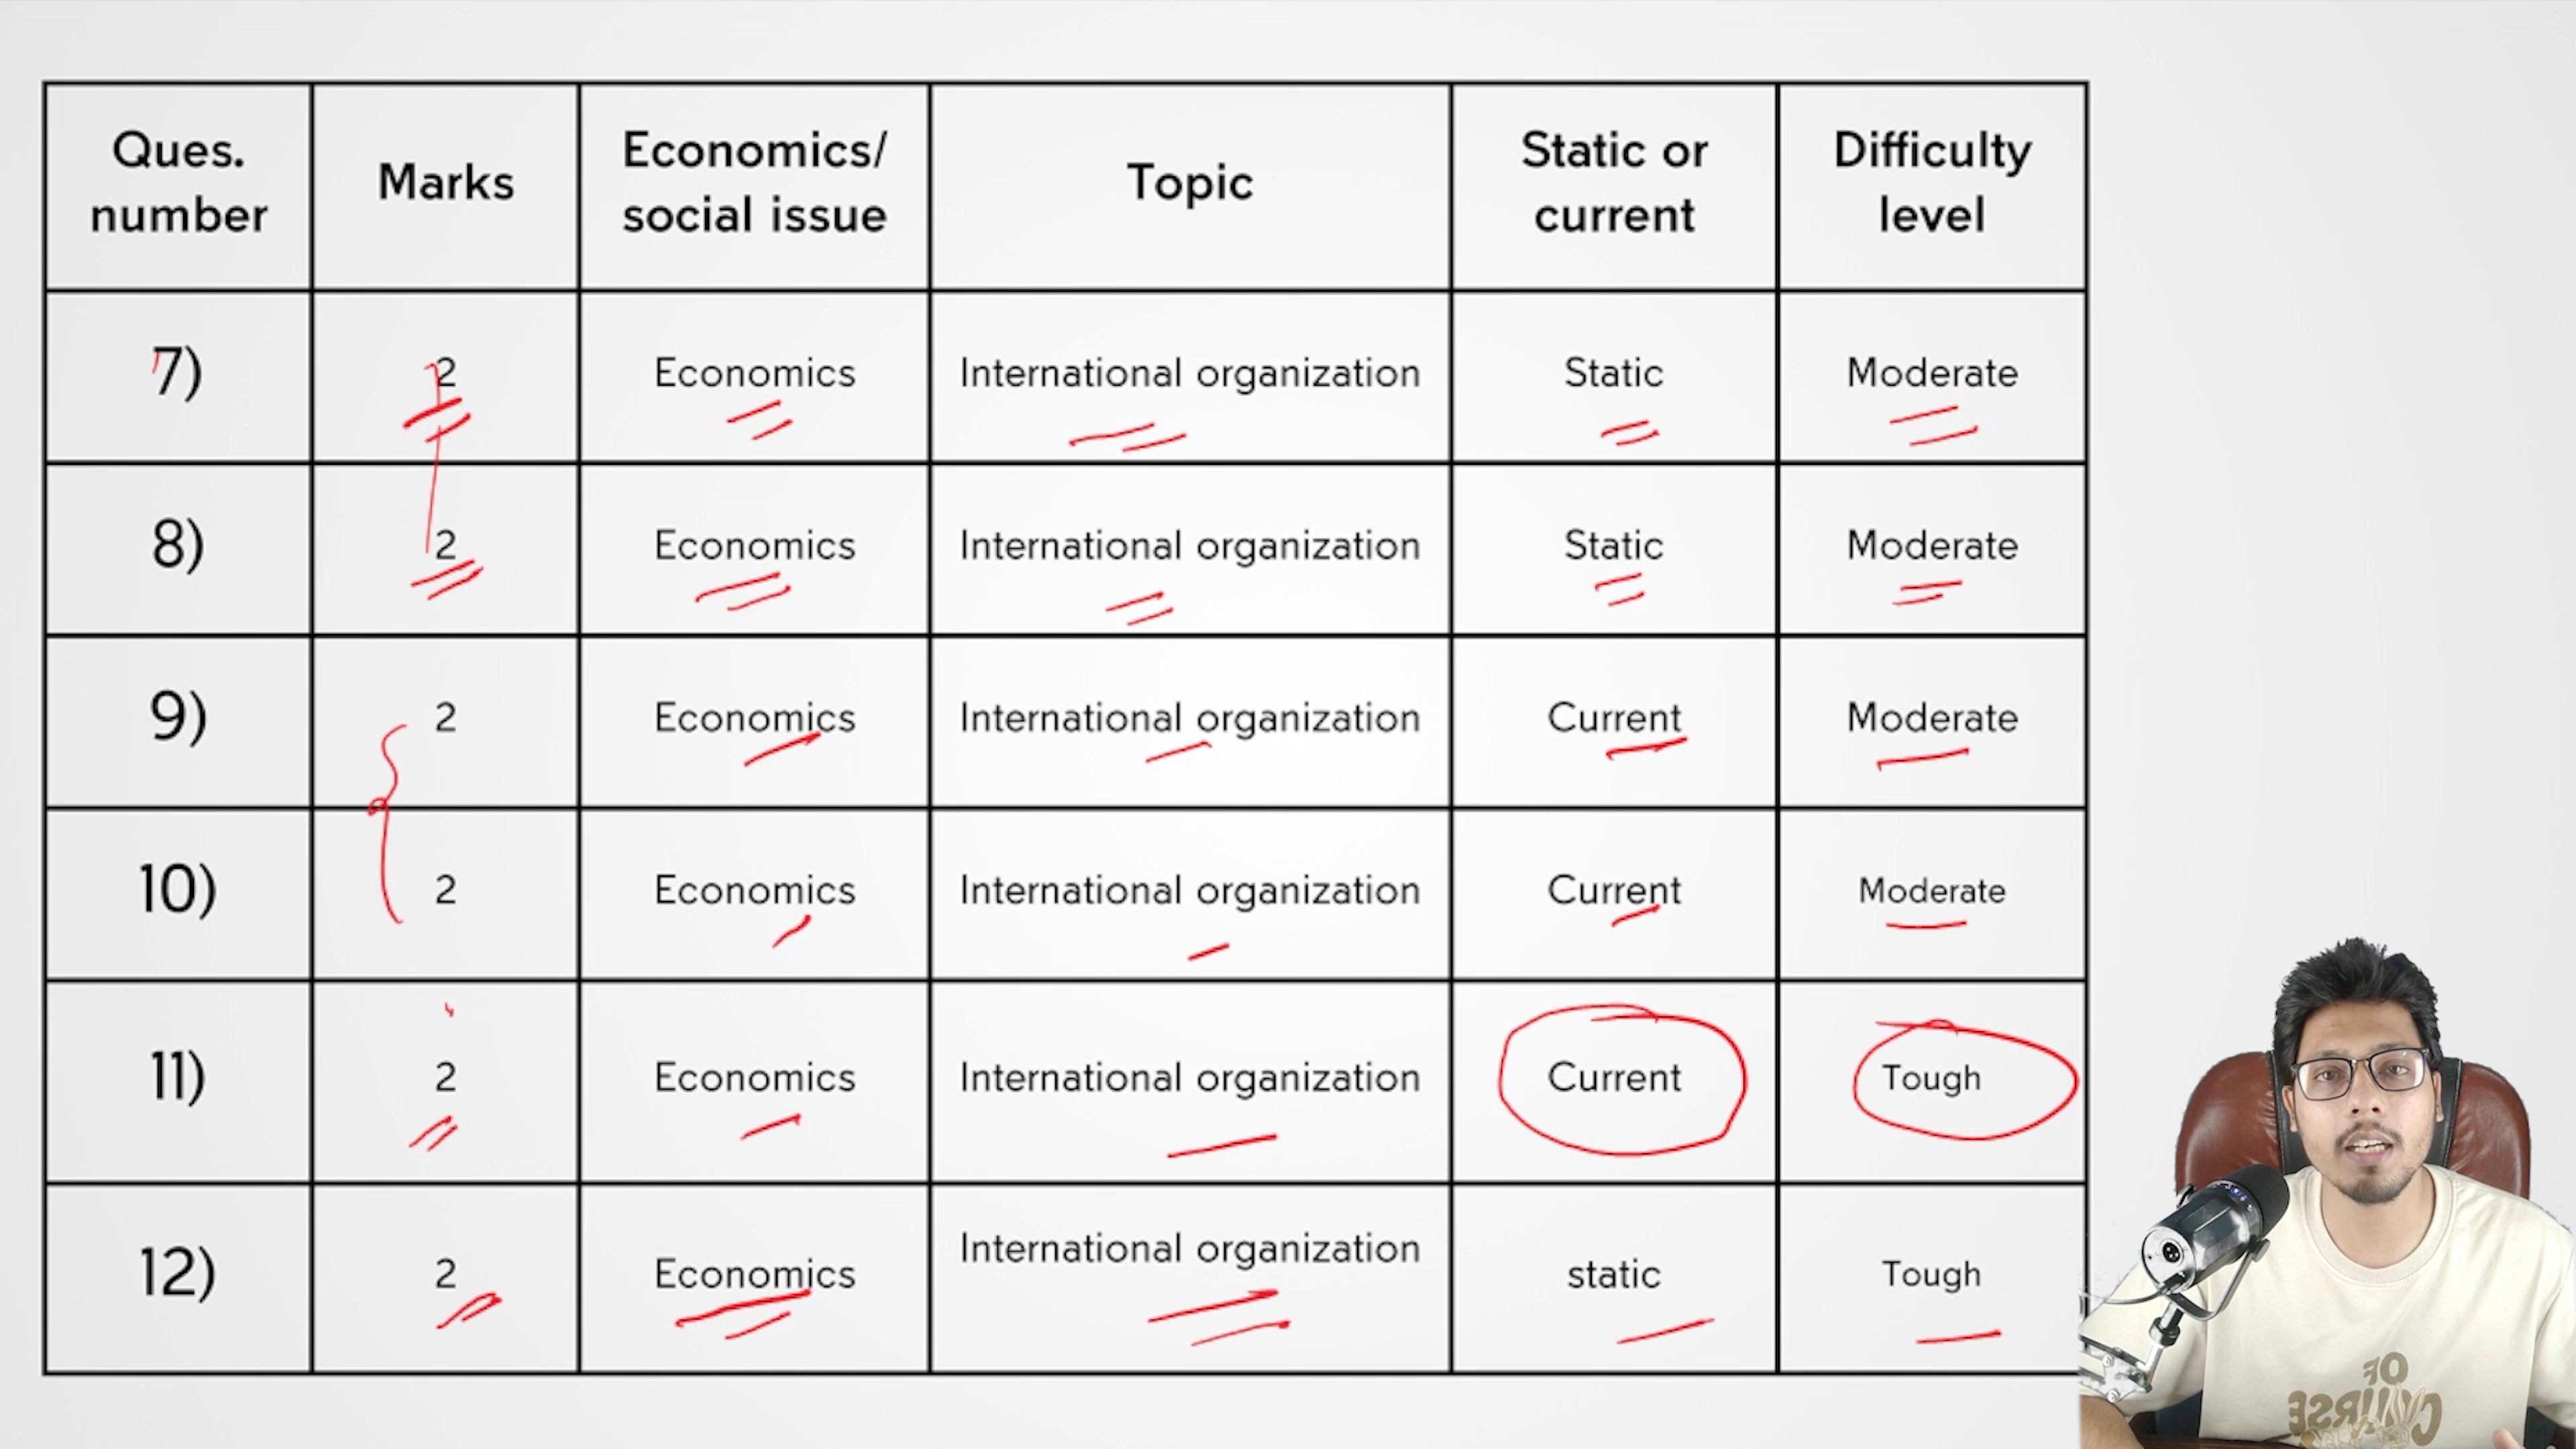 Ques. number | Marks | Economics/ social issue | Topic | Static or current | Difficulty level
7) | 2 | Economics | International organization | Static | Moderate
8) | 2 | Economics | International organization | Static | Moderate
9) | 2 | Economics | International organization | Current | Moderate
10) | 2 | Economics | International organization | Current | Moderate
11) | 2 | Economics | International organization | Current | Tough
12) | 2 | Economics | International organization | static | Tough
OF
COURSE